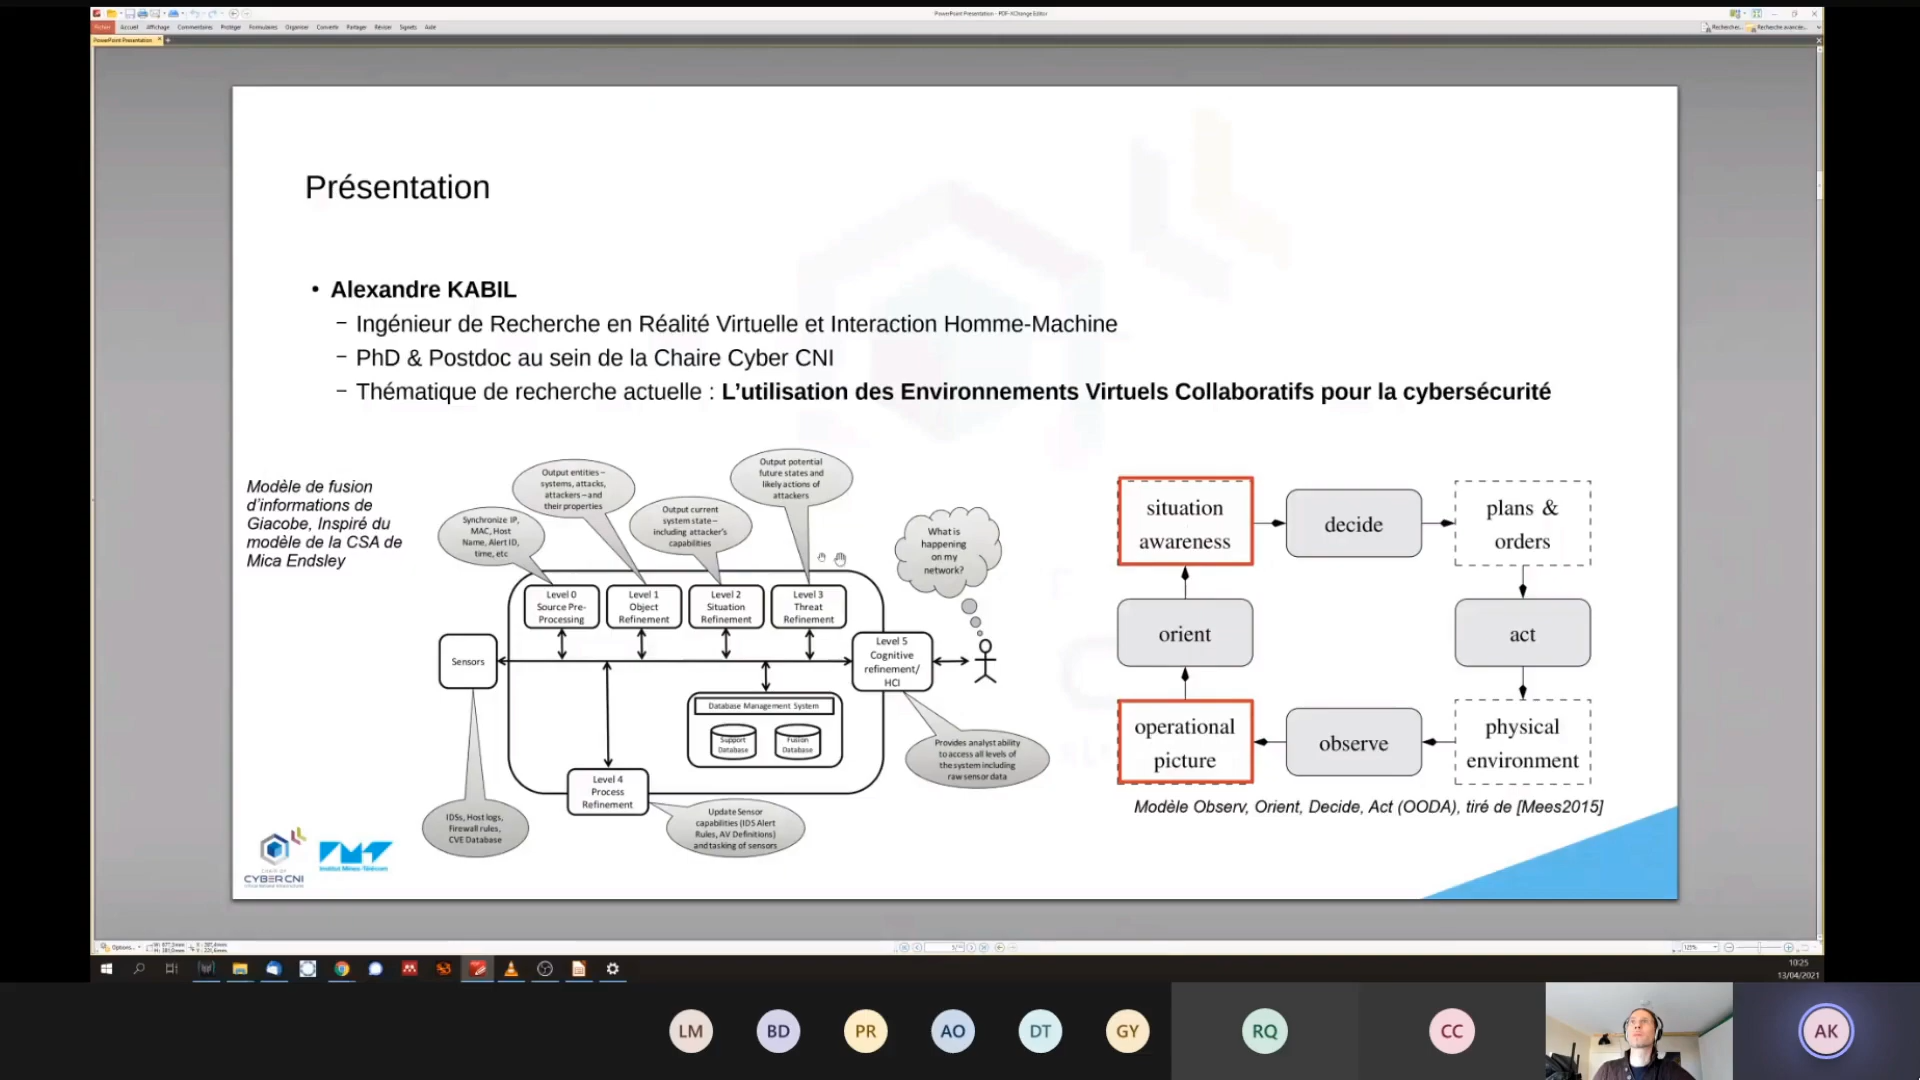 PowerPoint Presentation - PDF-XChange Editor
Fichier Accueil Affichage Commentaires Protéger Formulaires Organiser Convertir Partager Réviser Signets Aide
Recherche... Recherche avancée...
PowerPoint Presentation
Présentation
• Alexandre KABIL
– Ingénieur de Recherche en Réalité Virtuelle et Interaction Homme-Machine
– PhD & Postdoc au sein de la Chaire Cyber CNI
– Thématique de recherche actuelle : L'utilisation des Environnements Virtuels Collaboratifs pour la cybersécurité
Modèle de fusion
d'informations de
Giacobe, Inspiré du
modèle de la CSA de
Mica Endsley
Synchronize IP,
MAC, Host
Name, Alert ID,
time, etc
Output entities –
systems, attacks,
attackers – and
their properties
Output current
system state –
including attacker's
capabilities
Output potential
future states and
likely actions of
attackers
What is
happening
on my
network?
Level 0
Source Pre-
Processing
Level 1
Object
Refinement
Level 2
Situation
Refinement
Level 3
Threat
Refinement
Sensors
Level 5
Cognitive
refinement/
HCI
Database Management System
Support
Database
Fusion
Database
Level 4
Process
Refinement
Provides analyst ability
to access all levels of
the system including
raw sensor data
IDSs, Host logs,
Firewall rules,
CVE Database
Update Sensor
capabilities (IDS Alert
Rules, AV Definitions)
and tasking of sensors
situation
awareness
decide
plans &
orders
orient
act
operational
picture
observe
physical
environment
Modèle Observ, Orient, Decide, Act (OODA), tiré de [Mees2015]
CYBERCNI
Institut Mines-Télécom
Options...
125%
10:25
13/04/2021
LM BD PR AO DT GY RQ CC AK